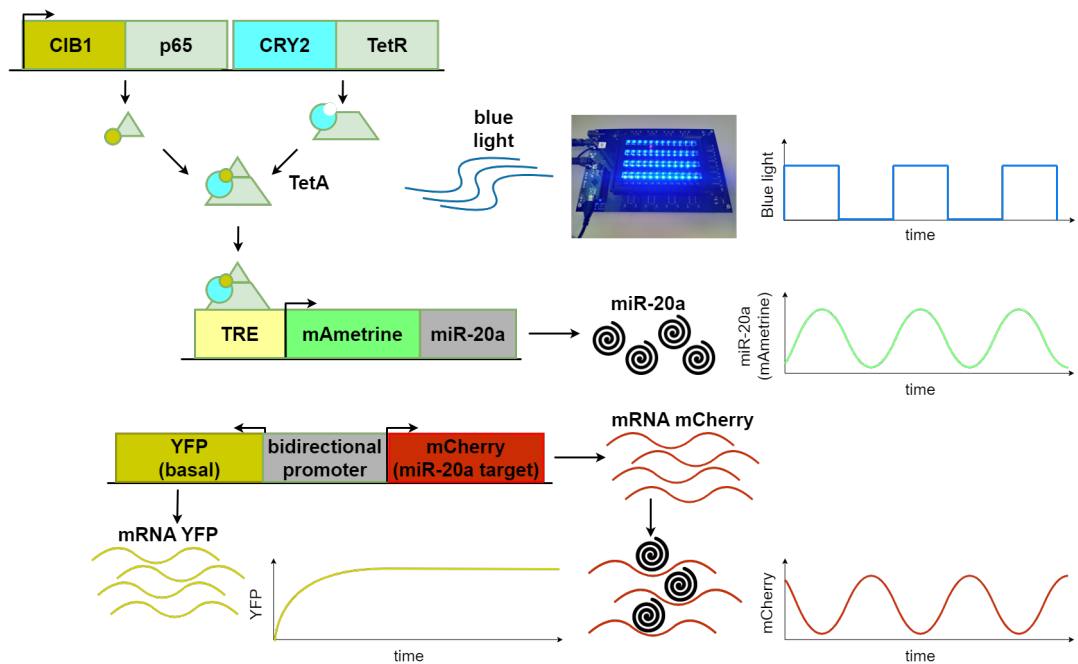 CIB1
p65
CRY2
TetR
blue
light
TetA
Blue light
time
TRE
mAmetrine
miR-20a
miR-20a
miR-20a
(mAmetrine)
time
YFP
(basal)
bidirectional
promoter
mCherry
(miR-20a target)
mRNA mCherry
mRNA YFP
YFP
time
mCherry
time